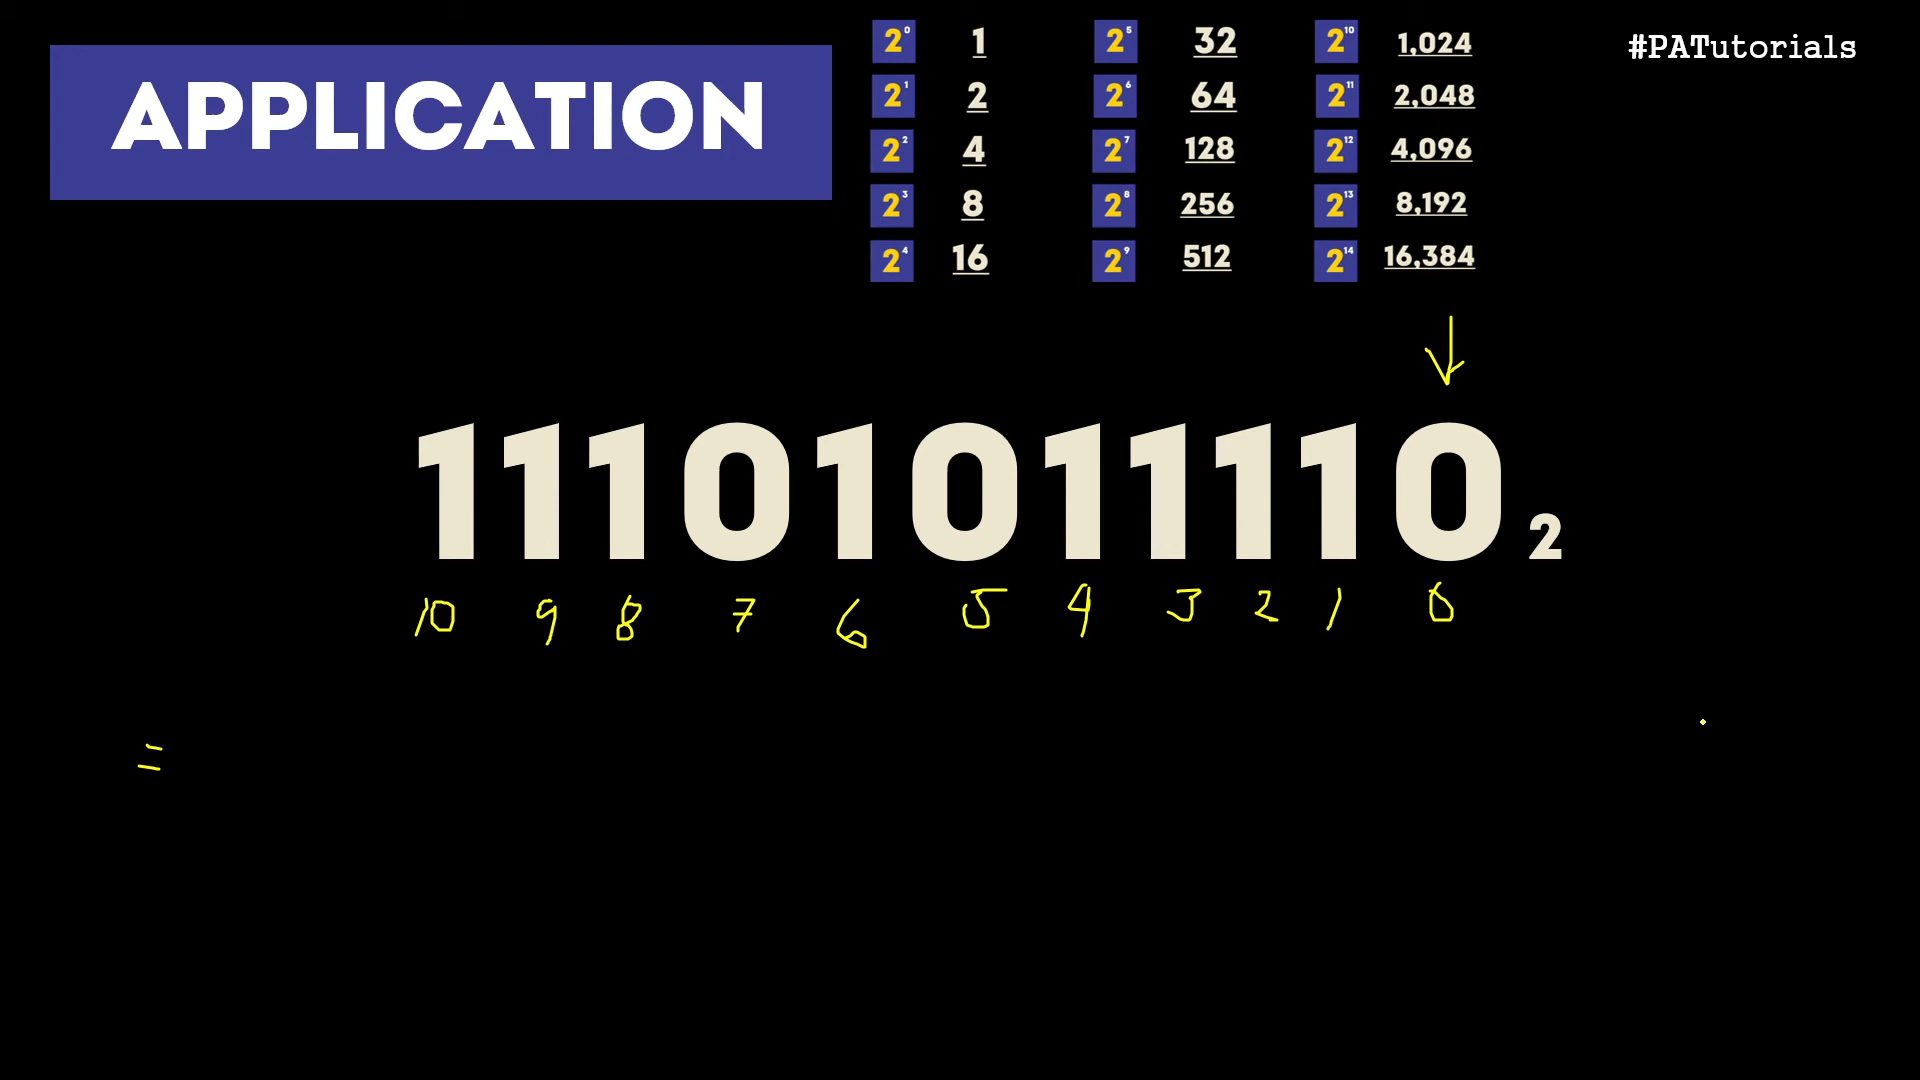 APPLICATION
2⁰ 1 2⁵ 32 2¹⁰ 1,024
2¹ 2 2⁶ 64 2¹¹ 2,048
2² 4 2⁷ 128 2¹² 4,096
2³ 8 2⁸ 256 2¹³ 8,192
2⁴ 16 2⁹ 512 2¹⁴ 16,384
#PATutorials
11101011110₂
10 9 8 7 6 5 4 3 2 1 0
=